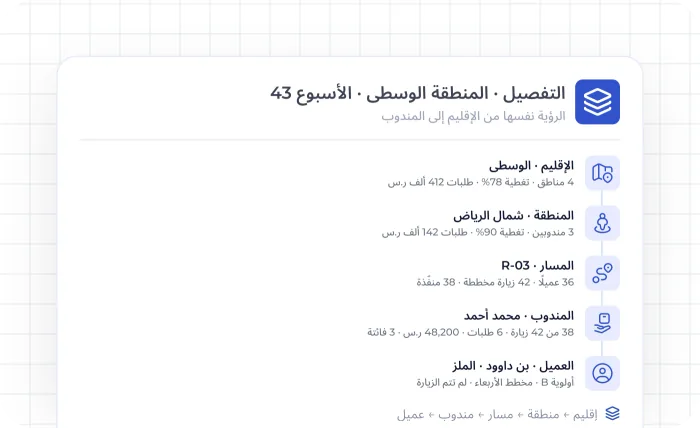 التفصيل · المنطقة الوسطى · الأسبوع 43
الرؤية نفسها من الإقليم إلى المندوب
الإقليم · الوسطى
4 مناطق · تغطية 78% · طلبات 412 ألف ر.س
المنطقة · شمال الرياض
3 مندوبين · تغطية 90% · طلبات 142 ألف ر.س
المسار · R-03
36 عميلًا · 42 زيارة مخططة · 38 منفّذة
المندوب · محمد أحمد
38 من 42 زيارة · 6 طلبات · 48,200 ر.س · 3 فائتة
العميل · بن داوود · الملز
أولوية B · مخطط الأربعاء · لم تتم الزيارة
إقليم ← منطقة ← مسار ← مندوب ← عميل